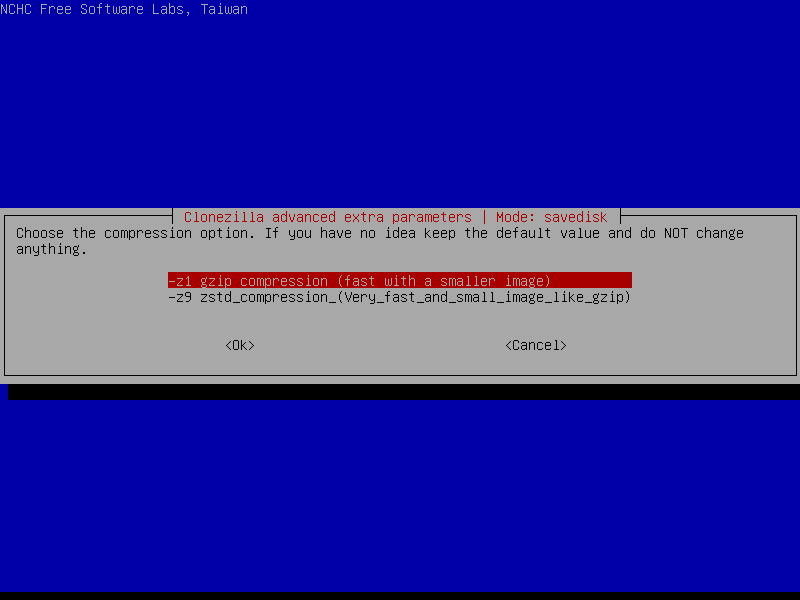 NCHC Free Software Labs, Taiwan
Clonezilla advanced extra parameters | Mode: savedisk
Choose the compression option. If you have no idea keep the default value and do NOT change
anything.
-z1 gzip compression (fast with a smaller image)
-z9 zstd_compression_(Very_fast_and_small_image_like_gzip)
<Ok> <Cancel>